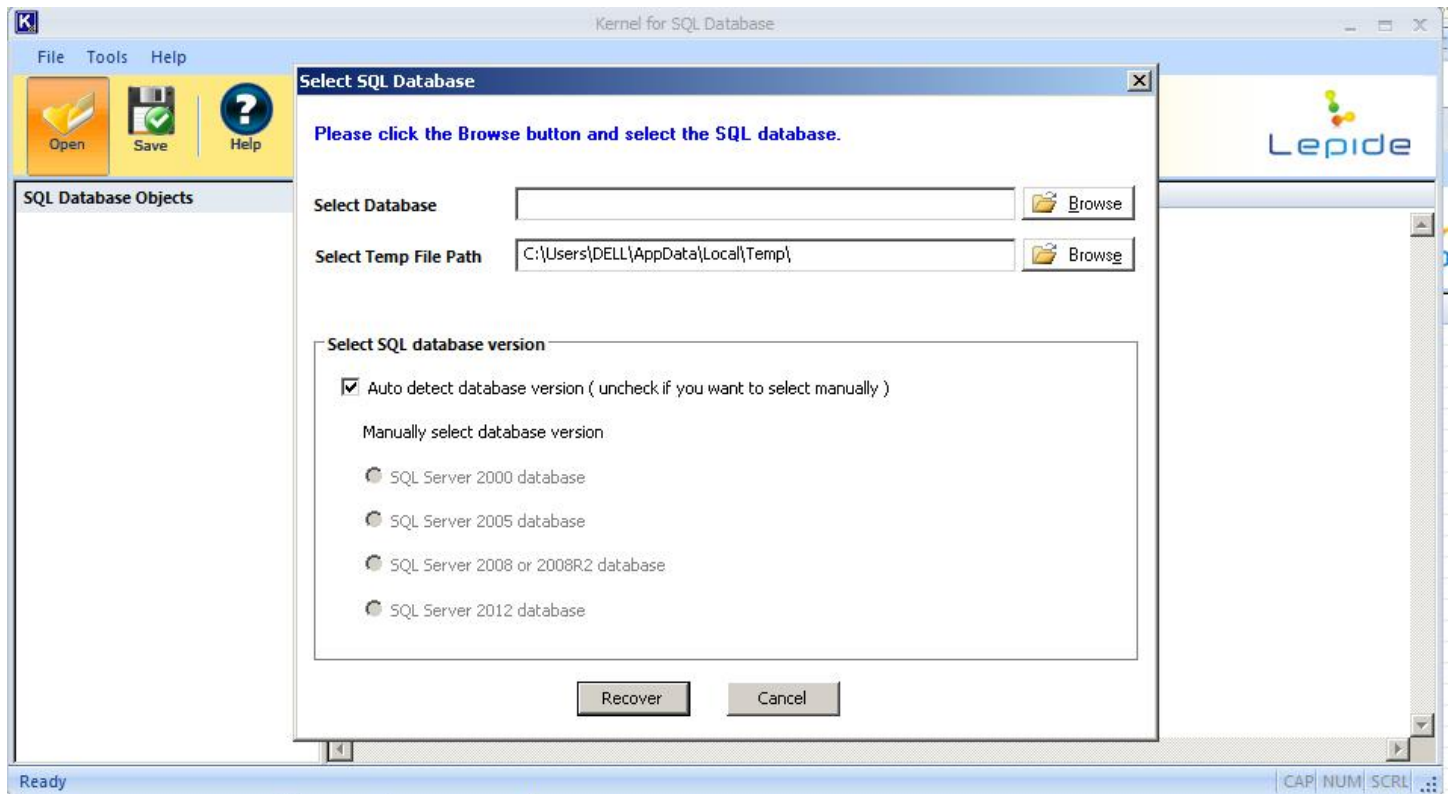 Kernel for SQL Database
File Tools Help
Open Save Help
Lepide
SQL Database Objects
Select SQL Database
Please click the Browse button and select the SQL database.
Select Database Browse
Select Temp File Path C:\Users\DELL\AppData\Local\Temp\ Browse
Select SQL database version
Auto detect database version ( uncheck if you want to select manually )
Manually select database version
SQL Server 2000 database
SQL Server 2005 database
SQL Server 2008 or 2008R2 database
SQL Server 2012 database
Recover Cancel
Ready CAP NUM SCRL